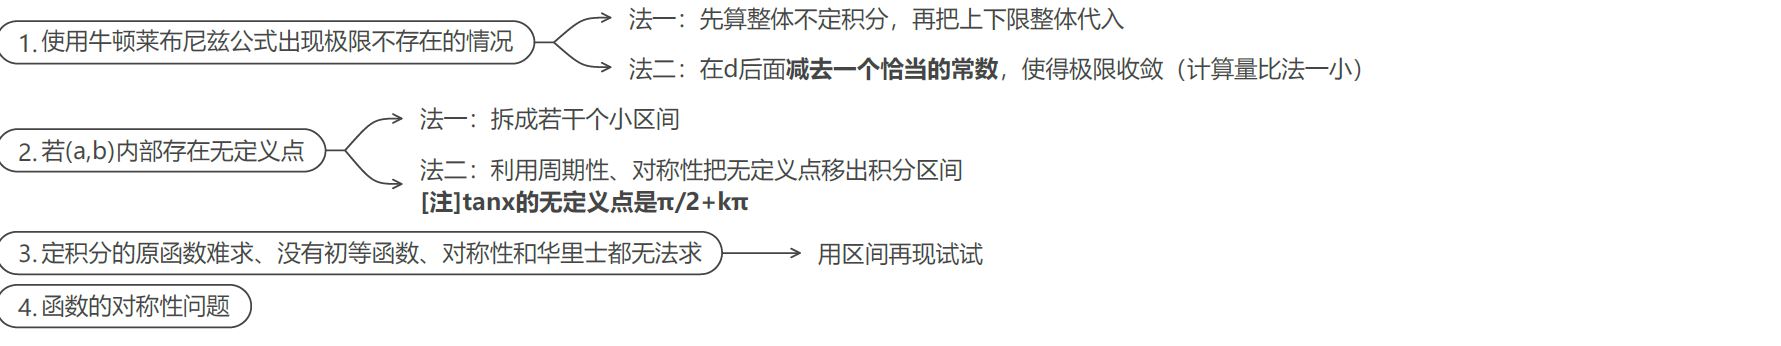 1. 使用牛顿莱布尼兹公式出现极限不存在的情况
法一：先算整体不定积分，再把上下限整体代入
法二：在d后面减去一个恰当的常数，使得极限收敛（计算量比法一小）
2. 若(a,b)内部存在无定义点
法一：拆成若干个小区间
法二：利用周期性、对称性把无定义点移出积分区间
[注]tanx的无定义点是π/2+kπ
3. 定积分的原函数难求、没有初等函数、对称性和华里士都无法求
用区间再现试试
4. 函数的对称性问题